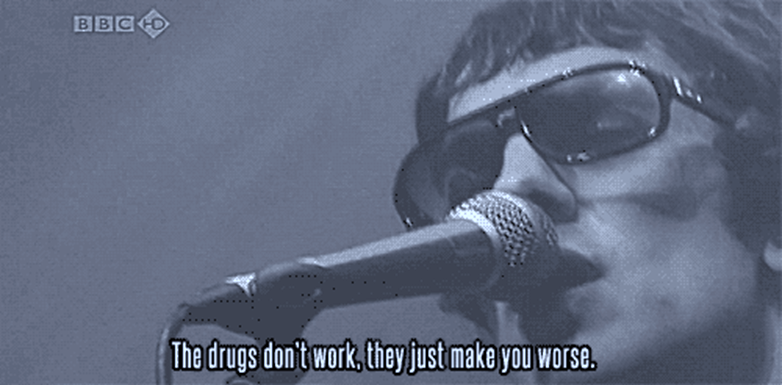 BBC HD
The drugs don't work, they just make you worse.